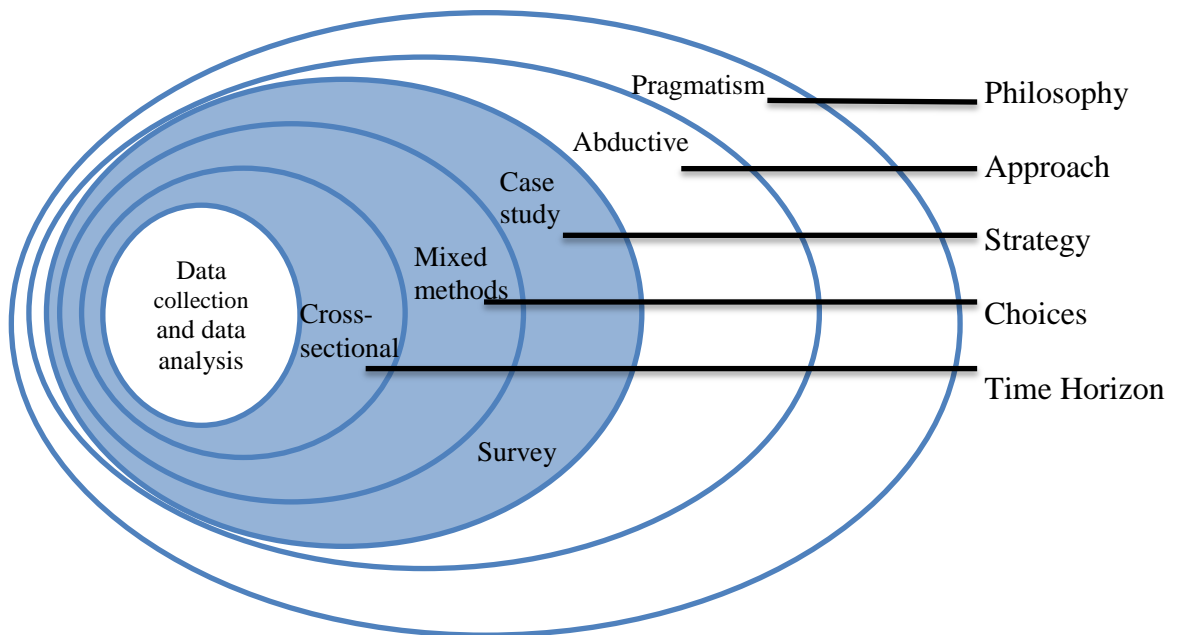 Pragmatism
Philosophy
Abductive
Approach
Case
study
Strategy
Mixed
methods
Choices
Data
collection
and data
analysis
Cross-
sectional
Time Horizon
Survey